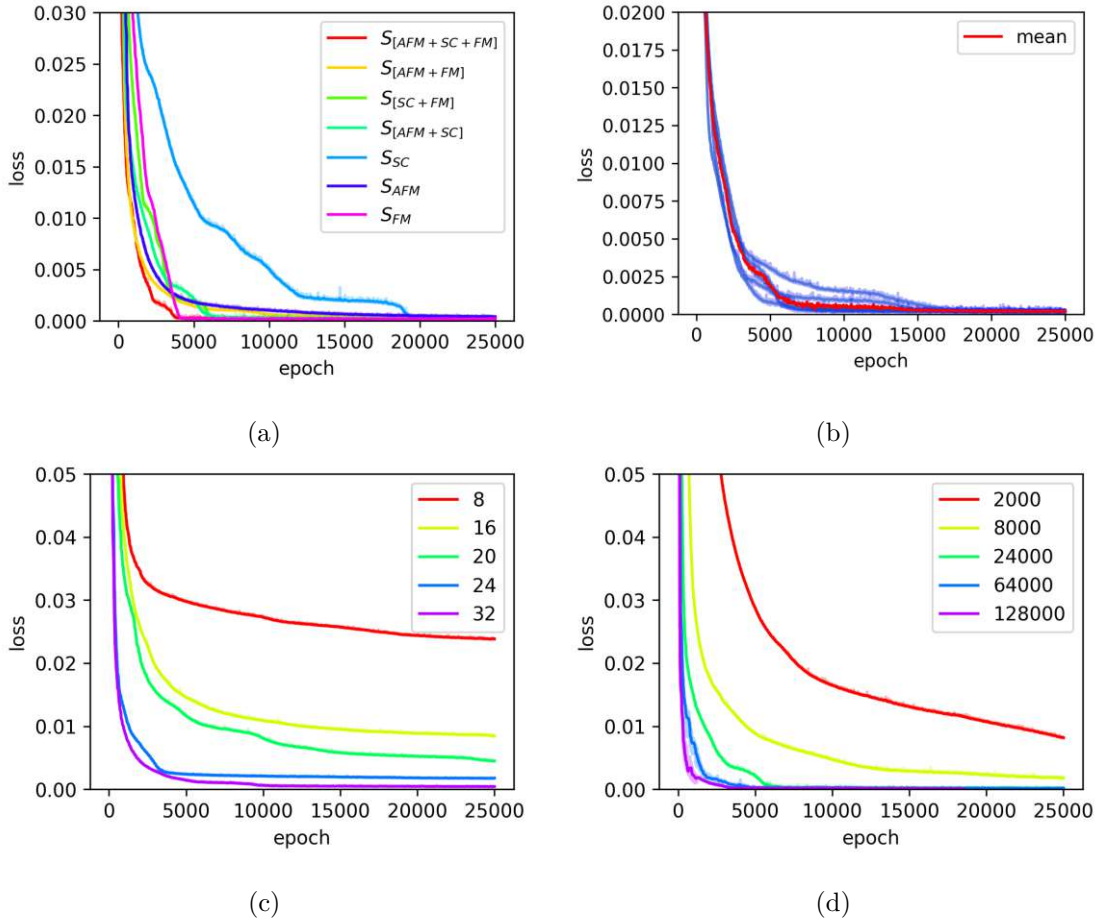 0.030
0.025
0.020
0.015
0.010
0.005
0.000
loss
0 5000 10000 15000 20000 25000
epoch
S[AFM+SC+FM]
S[AFM+FM]
S[SC+FM]
S[AFM+SC]
SSC
SAFM
SFM
(a)
0.0200
0.0175
0.0150
0.0125
0.0100
0.0075
0.0050
0.0025
0.0000
loss
0 5000 10000 15000 20000 25000
epoch
mean
(b)
0.05
0.04
0.03
0.02
0.01
0.00
loss
0 5000 10000 15000 20000 25000
epoch
8
16
20
24
32
(c)
0.05
0.04
0.03
0.02
0.01
0.00
loss
0 5000 10000 15000 20000 25000
epoch
2000
8000
24000
64000
128000
(d)